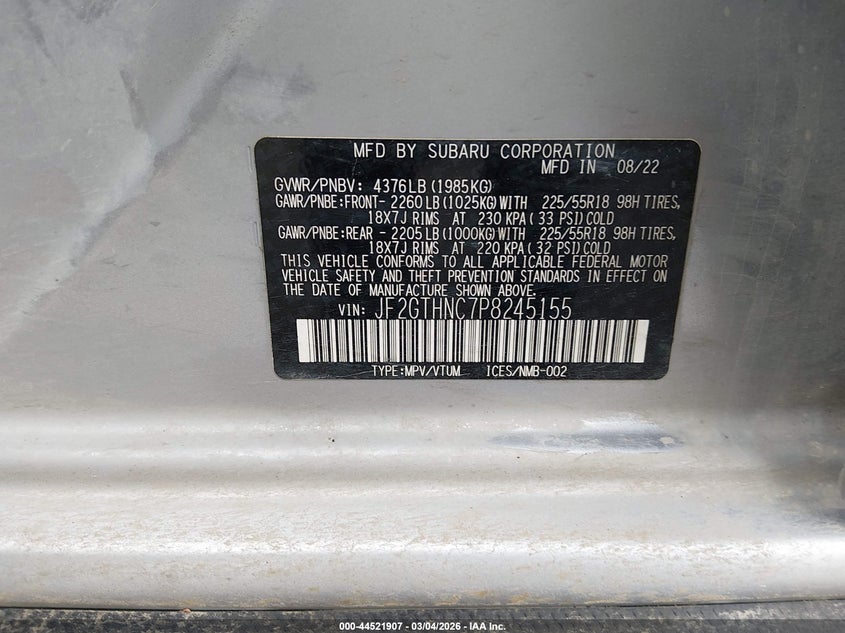 MFD BY SUBARU CORPORATION
MFD IN 08/22
GVWR/PNBV: 4376LB(1985KG)
GAWR/PNBE:FRONT- 2260LB(1025KG)WITH 225/55R18 98H TIRES,
18X7J RIMS AT 230 KPA(33 PSI)COLD
GAWR/PNBE:REAR - 2205LB(1000KG)WITH 225/55R18 98H TIRES,
18X7J RIMS AT 220 KPA(32 PSI)COLD
THIS VEHICLE CONFORMS TO ALL APPLICABLE FEDERAL MOTOR
VEHICLE SAFETY AND THEFT PREVENTION STANDARDS IN EFFECT ON
THE DATE OF MANUFACTURE SHOWN ABOVE.
VIN: JF2GTHNC7P8245155
TYPE:MPV/VTUM ICES/NMB-002
000-44521907 - 03/04/2026 - IAA Inc.